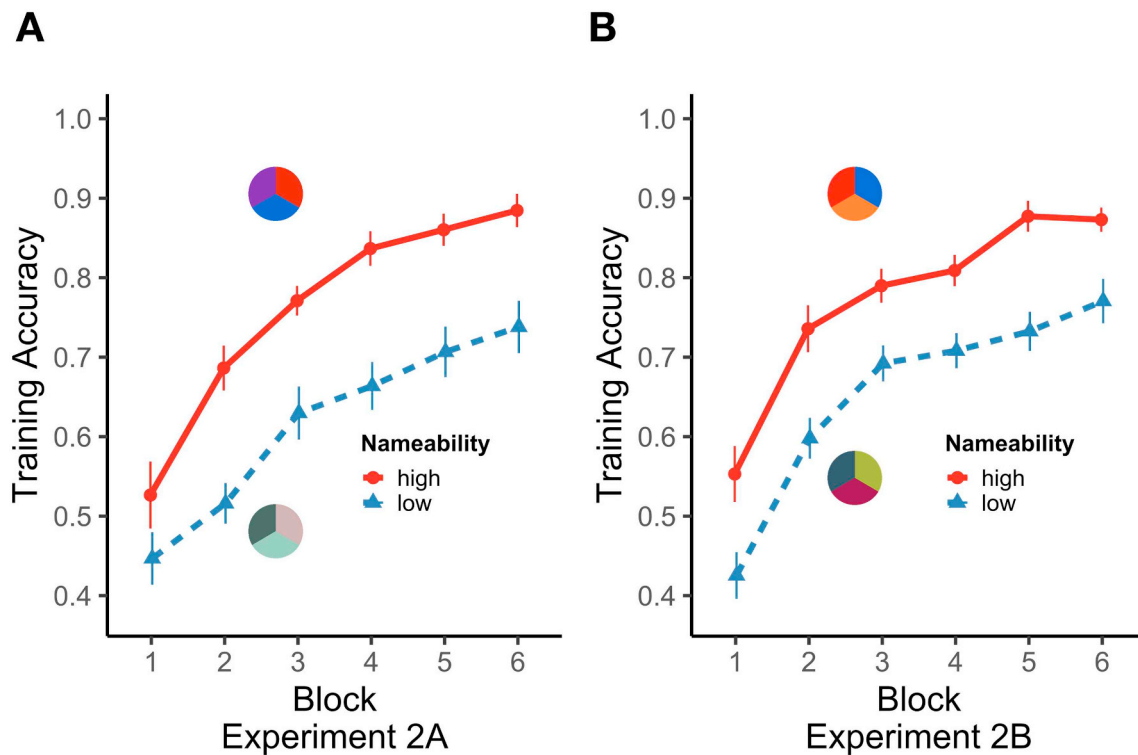 A
Training Accuracy
1.0
0.9
0.8
0.7
0.6
0.5
0.4
Nameability
high
low
1 2 3 4 5 6
Block
Experiment 2A
B
Training Accuracy
1.0
0.9
0.8
0.7
0.6
0.5
0.4
Nameability
high
low
1 2 3 4 5 6
Block
Experiment 2B